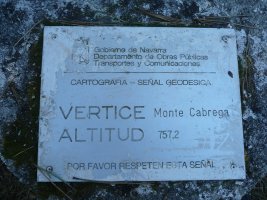 Gobierno de Navarra
Departamento de Obras Públicas
Transportes y Comunicaciones
CARTOGRAFIA - SEÑAL GEODESICA
VERTICE Monte Cabrega
ALTITUD 757,2
POR FAVOR RESPETEN ESTA SEÑAL